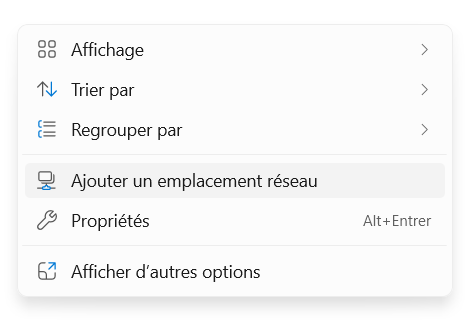 Affichage
Trier par
Regrouper par
Ajouter un emplacement réseau
Propriétés Alt+Entrer
Afficher d’autres options